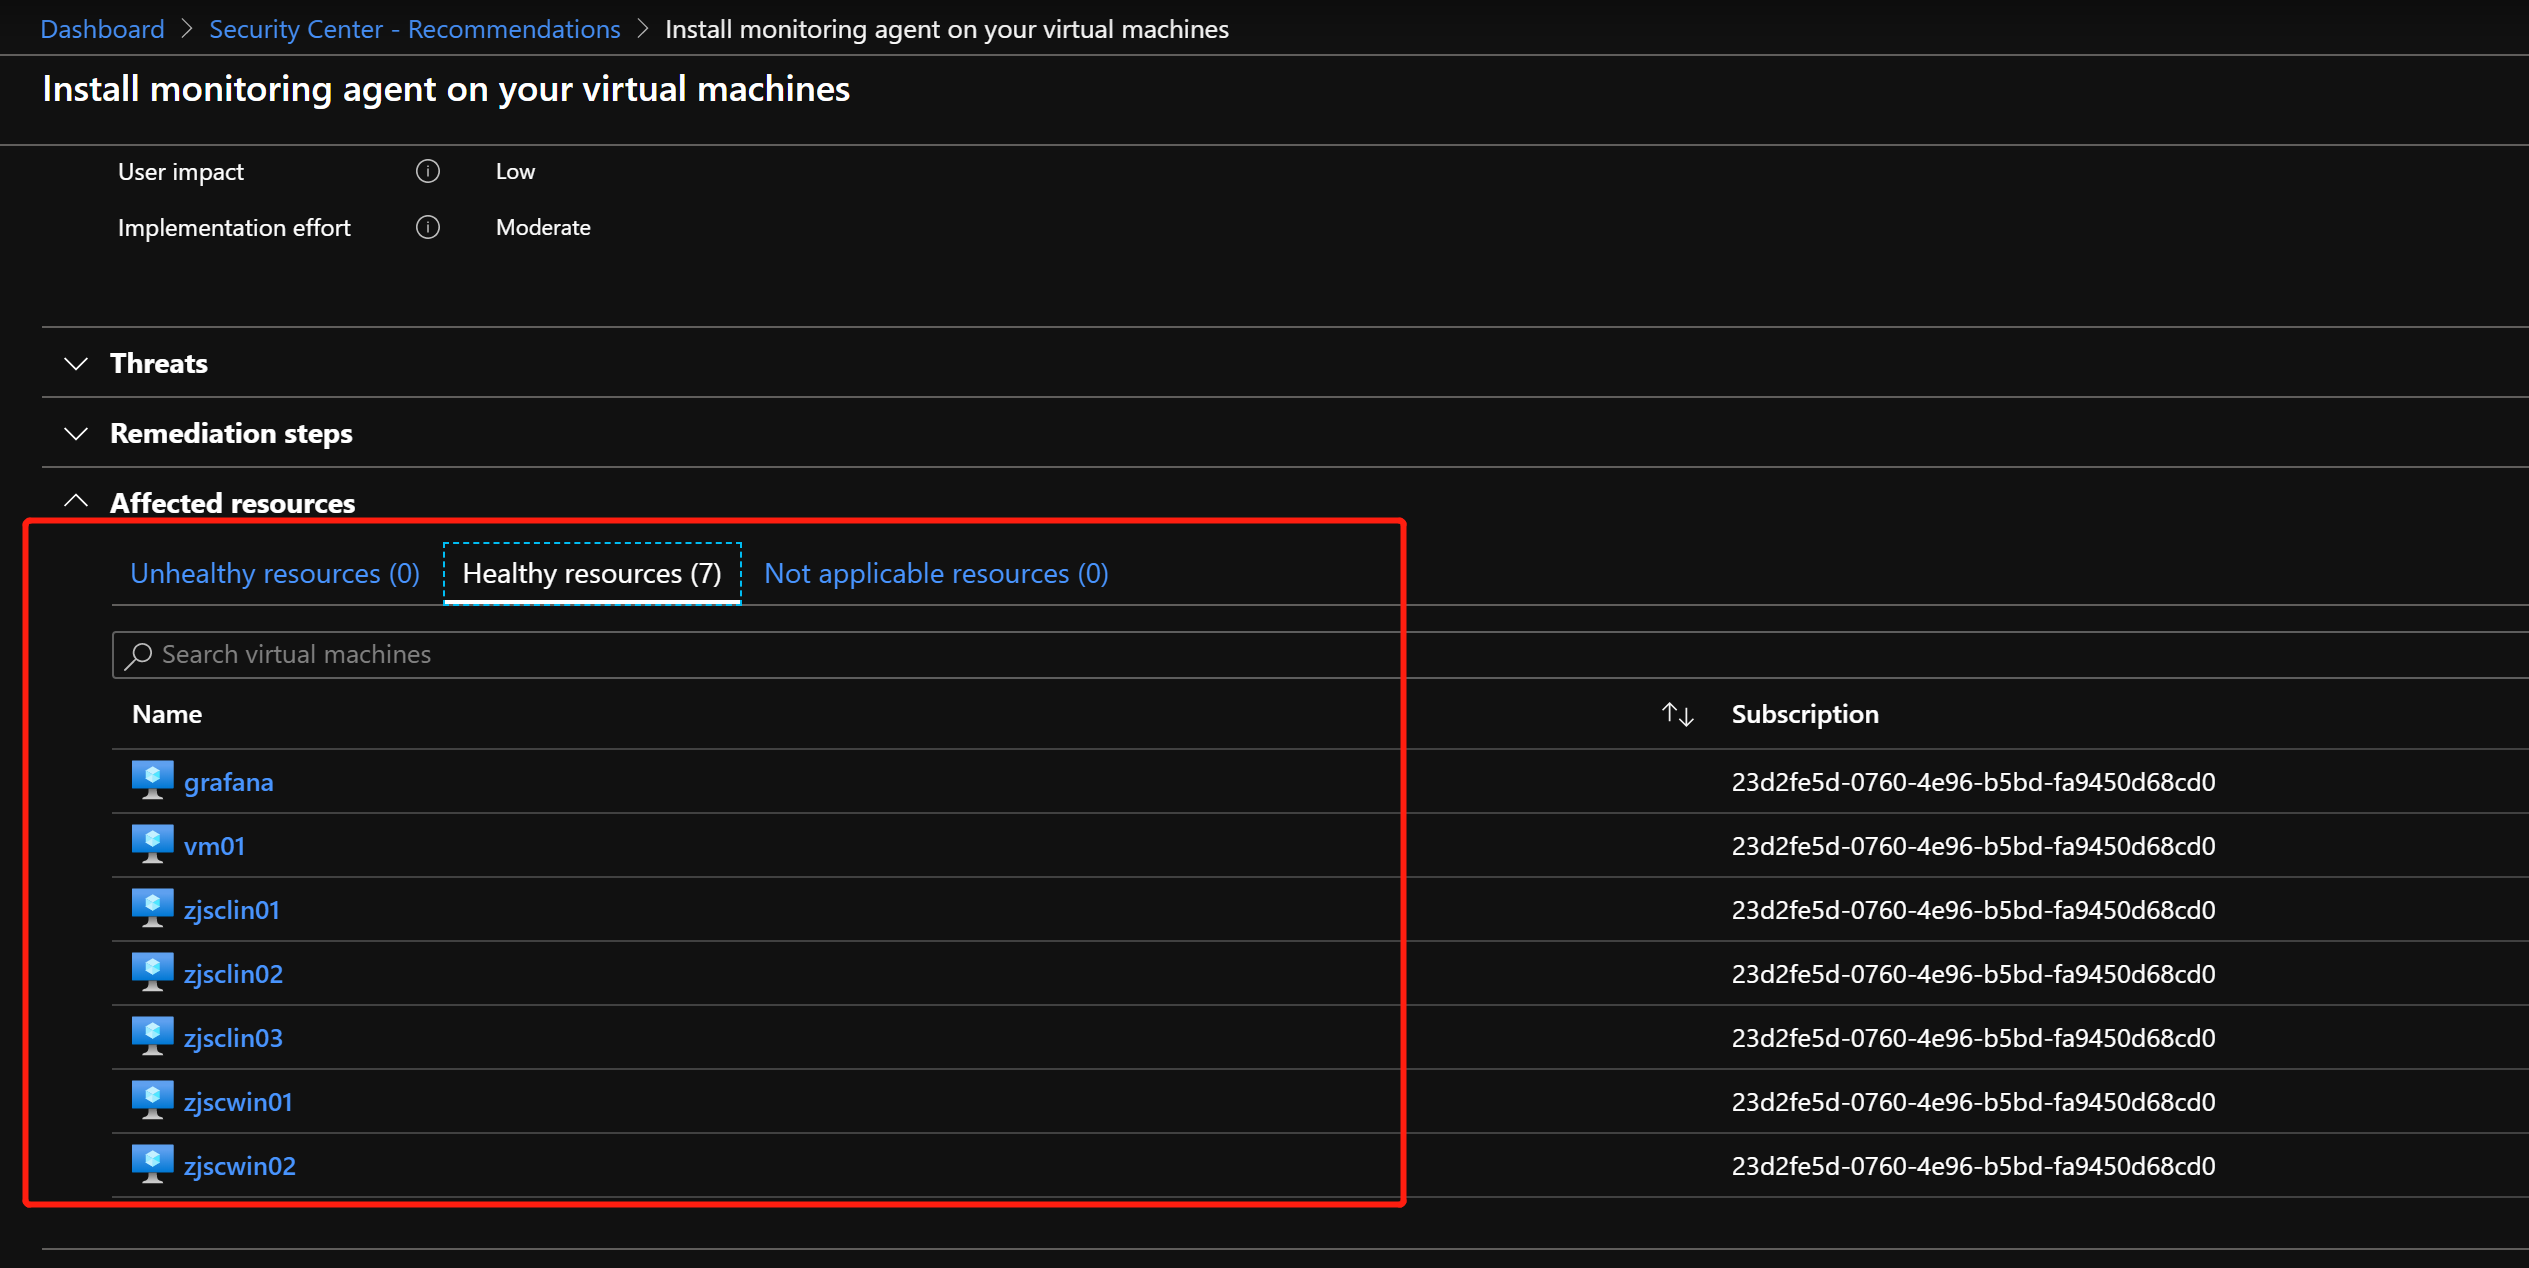 Dashboard > Security Center - Recommendations > Install monitoring agent on your virtual machines
Install monitoring agent on your virtual machines
User impact Low
Implementation effort Moderate
Threats
Remediation steps
Affected resources
Unhealthy resources (0) Healthy resources (7) Not applicable resources (0)
Search virtual machines
Name Subscription
grafana 23d2fe5d-0760-4e96-b5bd-fa9450d68cd0
vm01 23d2fe5d-0760-4e96-b5bd-fa9450d68cd0
zjsclin01 23d2fe5d-0760-4e96-b5bd-fa9450d68cd0
zjsclin02 23d2fe5d-0760-4e96-b5bd-fa9450d68cd0
zjsclin03 23d2fe5d-0760-4e96-b5bd-fa9450d68cd0
zjscwin01 23d2fe5d-0760-4e96-b5bd-fa9450d68cd0
zjscwin02 23d2fe5d-0760-4e96-b5bd-fa9450d68cd0